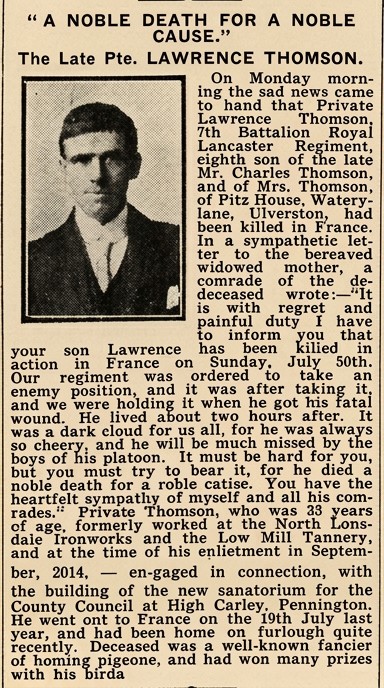 “ A NOBLE DEATH FOR A NOBLE
CAUSE.”
The Late Pte. LAWRENCE THOMSON.
On Monday morn-
ing the sad news came
to hand that Private
Lawrence Thomson,
7th Battalion Royal
Lancaster Regiment,
eighth son of the late
Mr. Charles Thomson,
and of Mrs. Thomson,
of Pitz House, Watery-
lane, Ulverston, had
been killed in France.
In a sympathetic let-
ter to the bereaved
widowed mother, a
comrade of the de-
deceased wrote:—“It
is with regret and
painful duty I have
to inform you that
your son Lawrence has been killed in
action in France on Sunday, July 50th.
Our regiment was ordered to take an
enemy position, and it was after taking it,
and we were holding it when he got his fatal
wound. He lived about two hours after. It
was a dark cloud for us all, for he was always
so cheery, and he will be much missed by the
boys of his platoon. It must be hard for you,
but you must try to bear it, for he died a
noble death for a roble catise. You have the
heartfelt sympathy of myself and all his com-
rades.“ Private Thomson, who was 33 years
of age, formerly worked at the North Lons-
dale Ironworks and the Low Mill Tannery,
and at the time of his enlietment in Septem-
ber, 2014, — en-gaged in connection, with
the building of the new sanatorium for the
County Council at High Carley, Pennington.
He went ont to France on the 19th July last
year, and had been home on furlough quite
recently. Deceased was a well-known fancier
of homing pigeone, and had won many prizes
with his birda